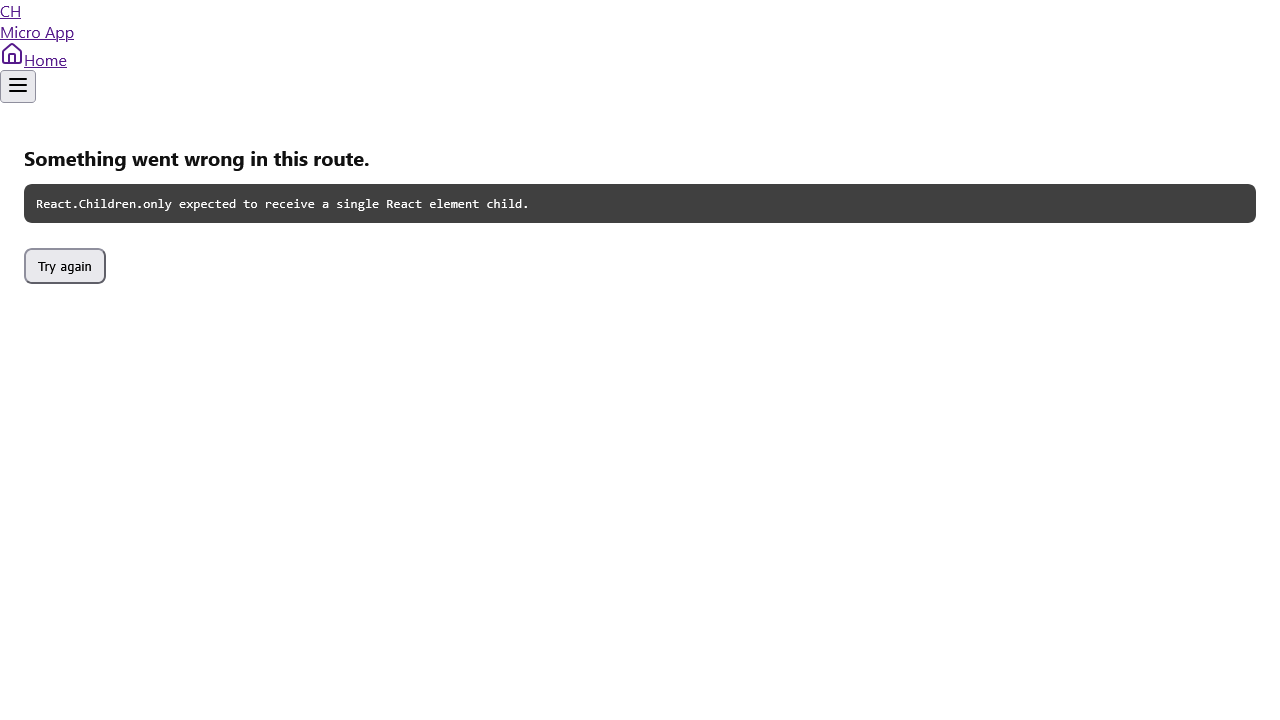 CH
Micro App
Home
Something went wrong in this route.
React.Children.only expected to receive a single React element child.
Try again